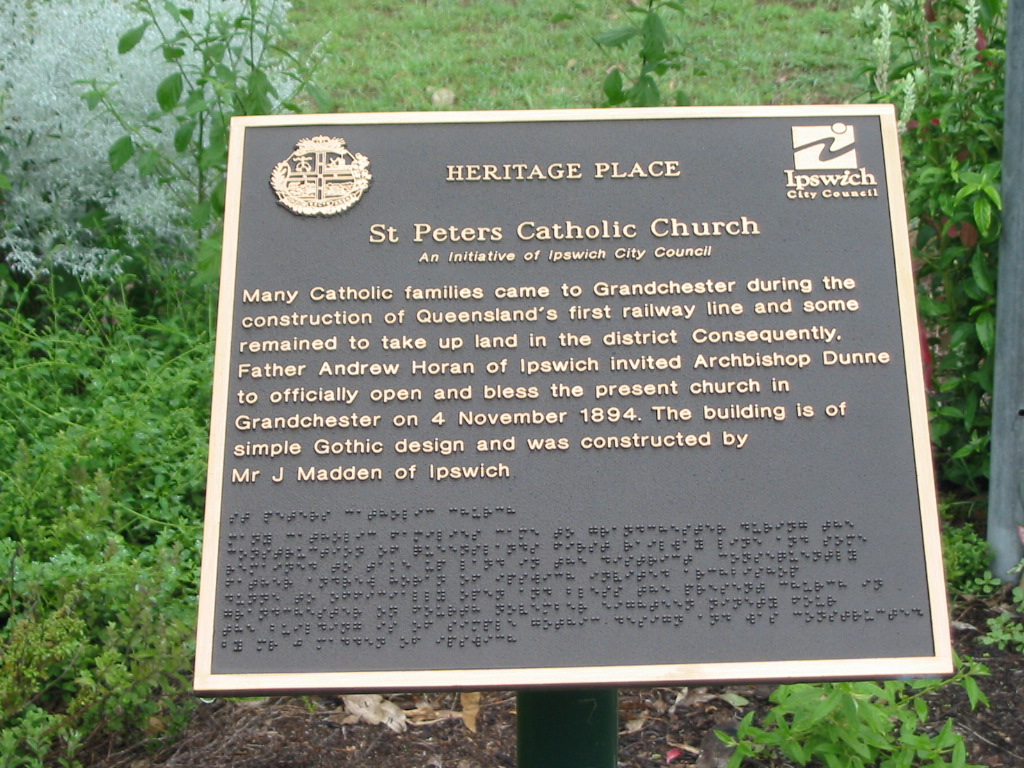 HERITAGE PLACE
Ipswich
City Council
St Peters Catholic Church
An Initiative of Ipswich City Council
Many Catholic families came to Grandchester during the
construction of Queensland's first railway line and some
remained to take up land in the district Consequently,
Father Andrew Horan of Ipswich invited Archbishop Dunne
to officially open and bless the present church in
Grandchester on 4 November 1894. The building is of
simple Gothic design and was constructed by
Mr J Madden of Ipswich